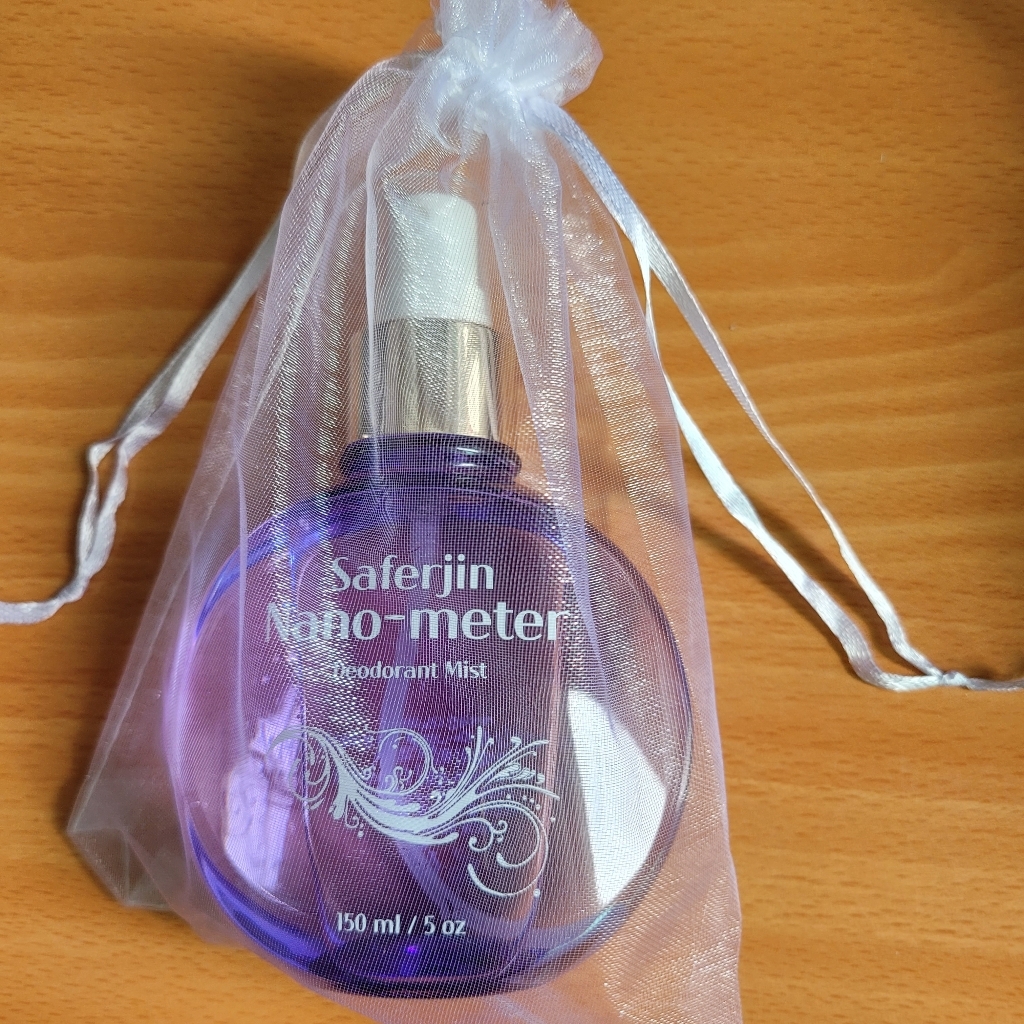 Saferjin
Nano-meter
Deodorant Mist
150 ml / 5 oz